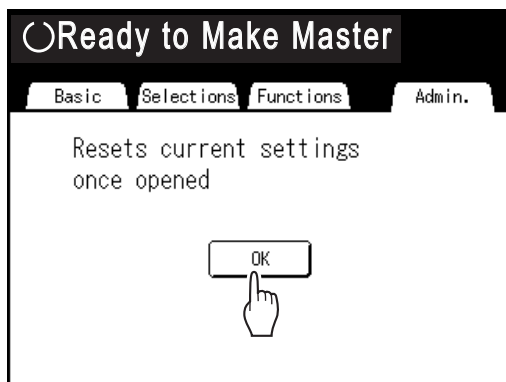 Ready to Make Master
Basic Selections Functions Admin.
Resets current settings
once opened
OK